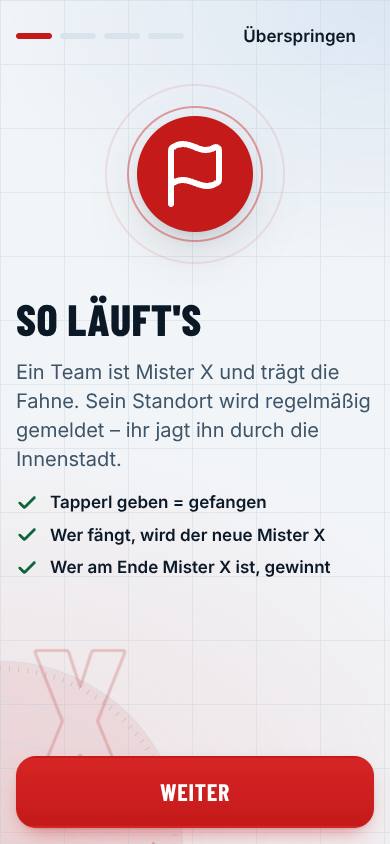 Überspringen
SO LÄUFT'S
Ein Team ist Mister X und trägt die
Fahne. Sein Standort wird regelmäßig
gemeldet – ihr jagt ihn durch die
Innenstadt.
Tapperl geben = gefangen
Wer fängt, wird der neue Mister X
Wer am Ende Mister X ist, gewinnt
X
WEITER